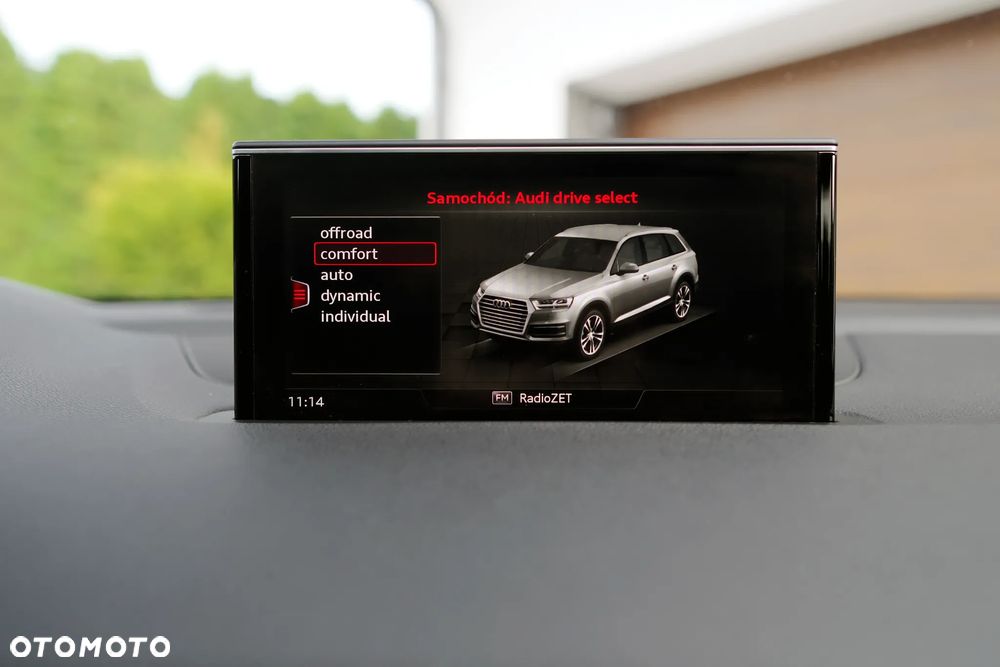 Samochód: Audi drive select
offroad
comfort
auto
dynamic
individual
11:14
FM RadioZET
OTOMOTO